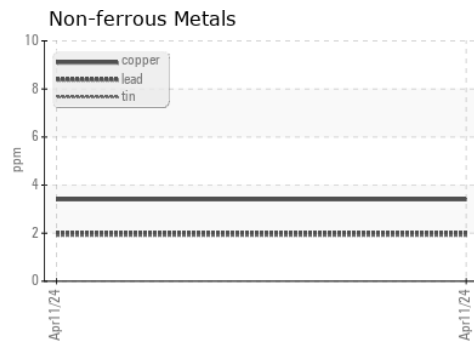 Non-ferrous Metals
10
8
6
4
2
0
ppm
copper
lead
tin
Apr11/24
Apr11/24